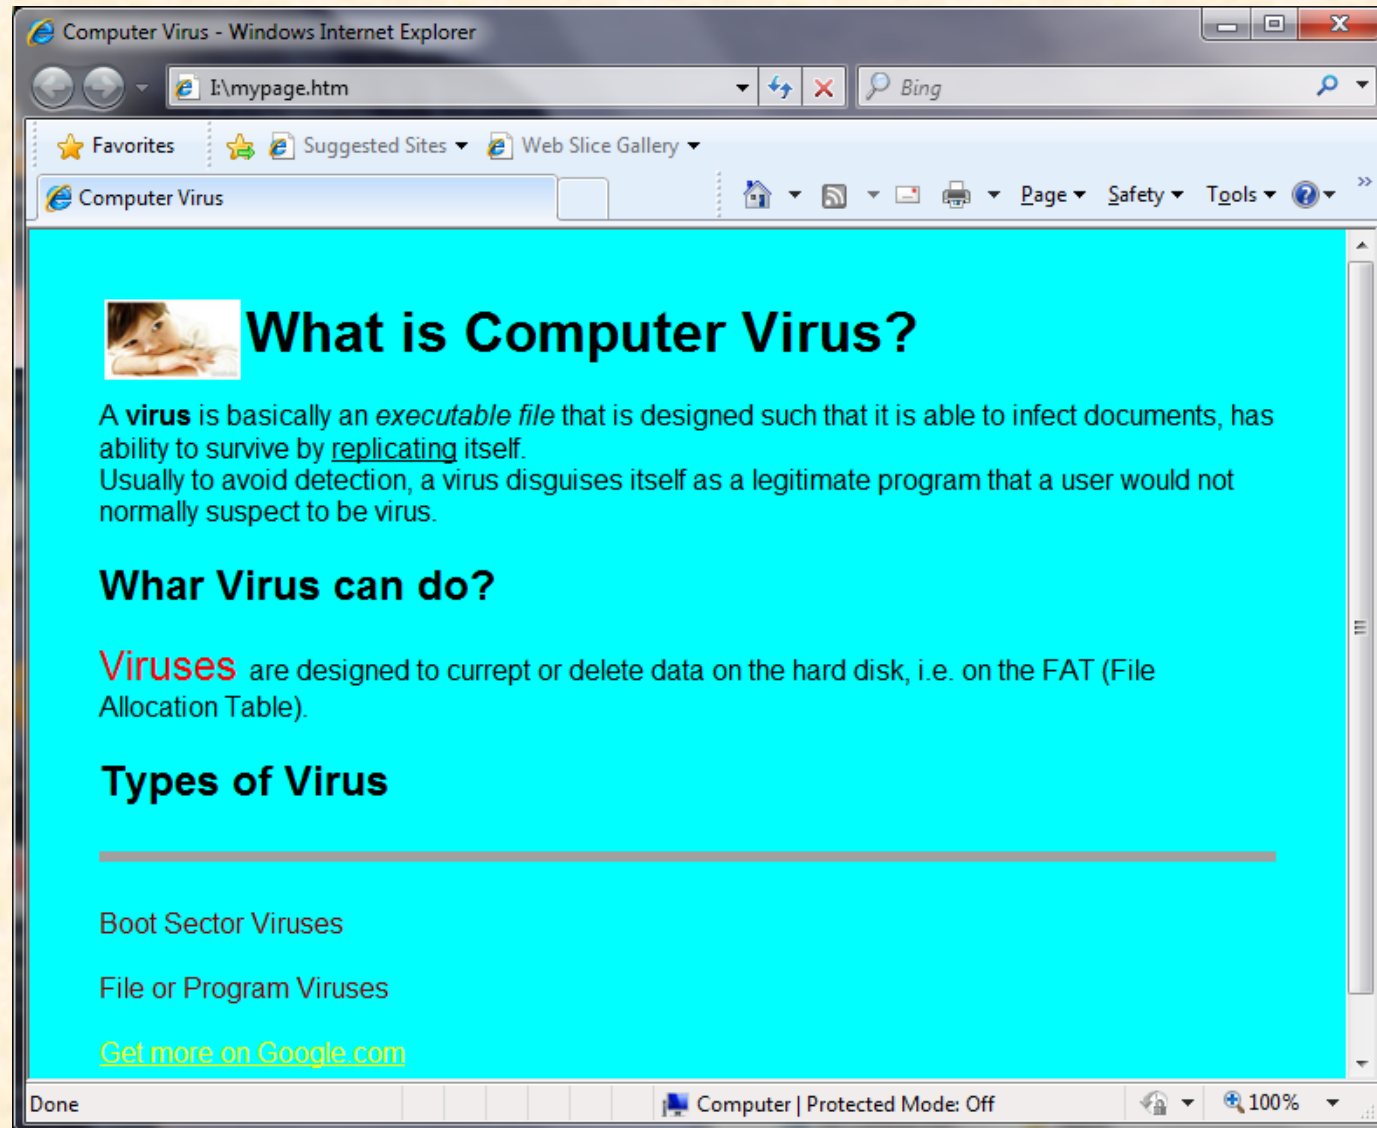 Computer Virus - Windows Internet Explorer
I:\mypage.htm
Bing
Favorites
Suggested Sites
Web Slice Gallery
Computer Virus
Page
Safety
Tools
What is Computer Virus?
A virus is basically an executable file that is designed such that it is able to infect documents, has
ability to survive by replicating itself.
Usually to avoid detection, a virus disguises itself as a legitimate program that a user would not
normally suspect to be virus.
Whar Virus can do?
Viruses are designed to currept or delete data on the hard disk, i.e. on the FAT (File
Allocation Table).
Types of Virus
Boot Sector Viruses
File or Program Viruses
Get more on Google.com
Done
Computer | Protected Mode: Off
100%